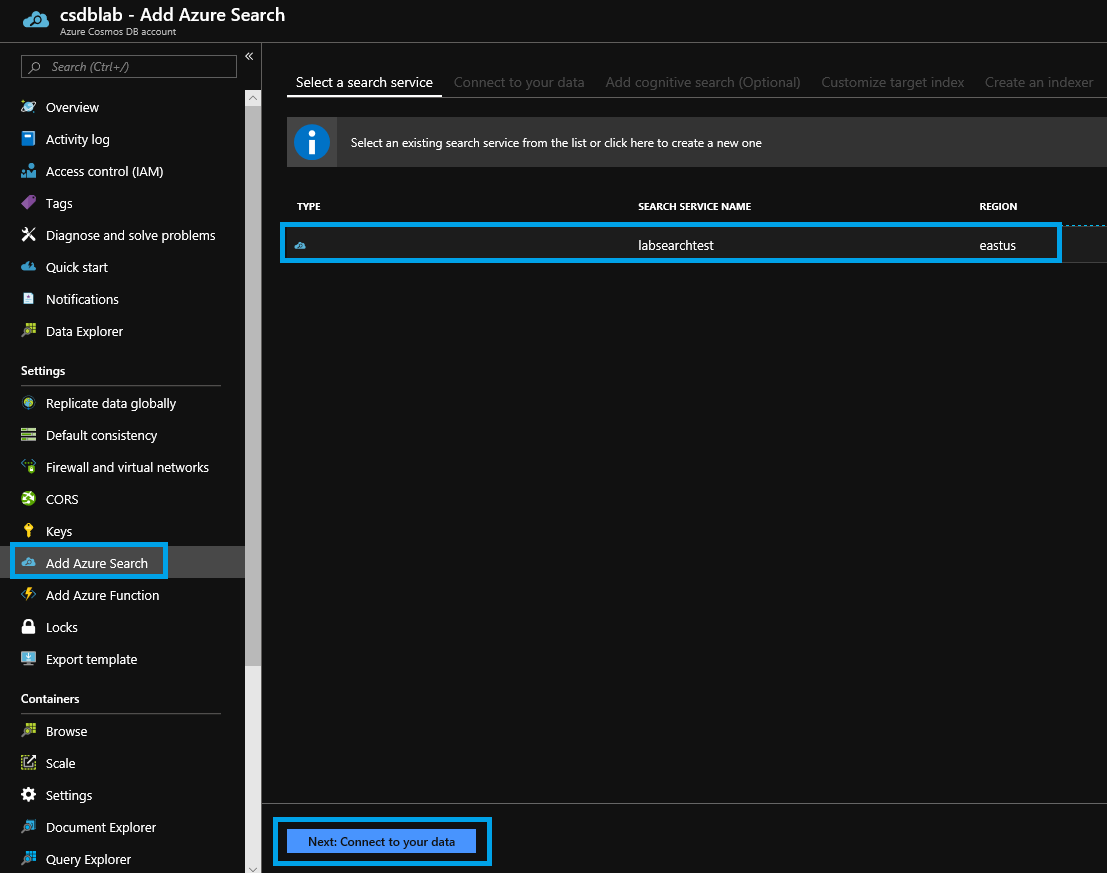 csdblab - Add Azure Search
Azure Cosmos DB account
Search (Ctrl+/)
«
Overview
Activity log
Access control (IAM)
Tags
Diagnose and solve problems
Quick start
Notifications
Data Explorer
Settings
Replicate data globally
Default consistency
Firewall and virtual networks
CORS
Keys
Add Azure Search
Add Azure Function
Locks
Export template
Containers
Browse
Scale
Settings
Document Explorer
Query Explorer
Select a search service Connect to your data Add cognitive search (Optional) Customize target index Create an indexer
Select an existing search service from the list or click here to create a new one
TYPE SEARCH SERVICE NAME REGION
labsearchtest eastus
Next: Connect to your data